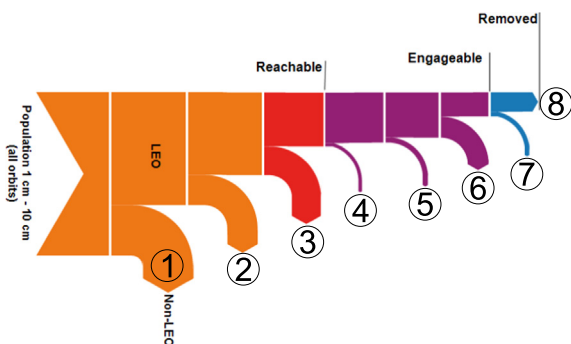 Removed
Engageable
Reachable
Population 1 cm - 10 cm
(all orbits)
LEO
Non-LEO
1
2
3
4
5
6
7
8